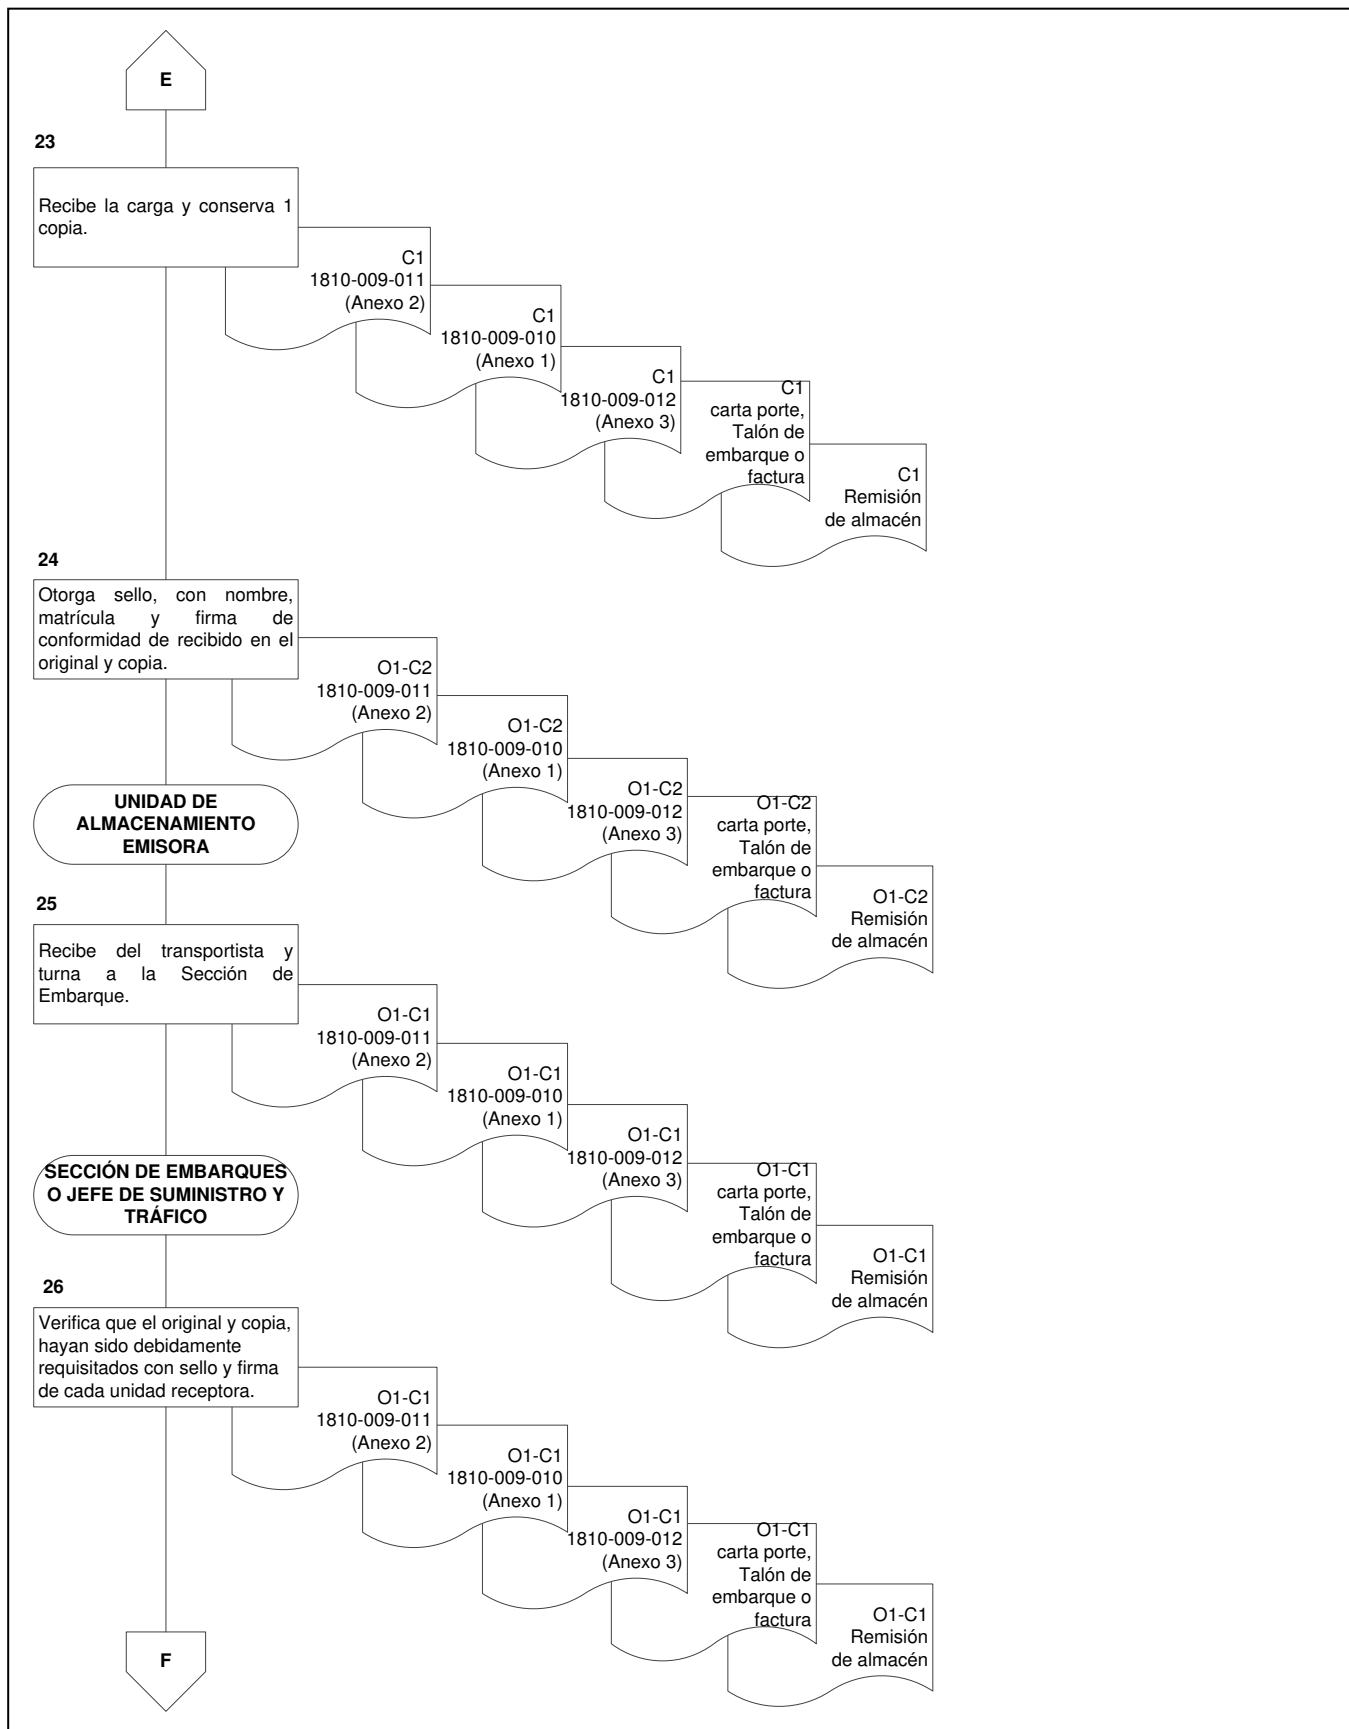 E
23
Recibe la carga y conserva 1
copia.
C1
1810-009-011
(Anexo 2)
C1
1810-009-010
(Anexo 1)
C1
1810-009-012
(Anexo 3)
C1
carta porte,
Talón de
embarque o
factura
C1
Remisión
de almacén
24
Otorga sello, con nombre,
matrícula y firma de
conformidad de recibido en el
original y copia.
O1-C2
1810-009-011
(Anexo 2)
O1-C2
1810-009-010
(Anexo 1)
O1-C2
1810-009-012
(Anexo 3)
O1-C2
carta porte,
Talón de
embarque o
factura
O1-C2
Remisión
de almacén
UNIDAD DE
ALMACENAMIENTO
EMISORA
25
Recibe del transportista y
turna a la Sección de
Embarque.
O1-C1
1810-009-011
(Anexo 2)
O1-C1
1810-009-010
(Anexo 1)
O1-C1
1810-009-012
(Anexo 3)
O1-C1
carta porte,
Talón de
embarque o
factura
O1-C1
Remisión
de almacén
SECCIÓN DE EMBARQUES
O JEFE DE SUMINISTRO Y
TRÁFICO
26
Verifica que el original y copia,
hayan sido debidamente
requisitados con sello y firma
de cada unidad receptora.
O1-C1
1810-009-011
(Anexo 2)
O1-C1
1810-009-010
(Anexo 1)
O1-C1
1810-009-012
(Anexo 3)
O1-C1
carta porte,
Talón de
embarque o
factura
O1-C1
Remisión
de almacén
F